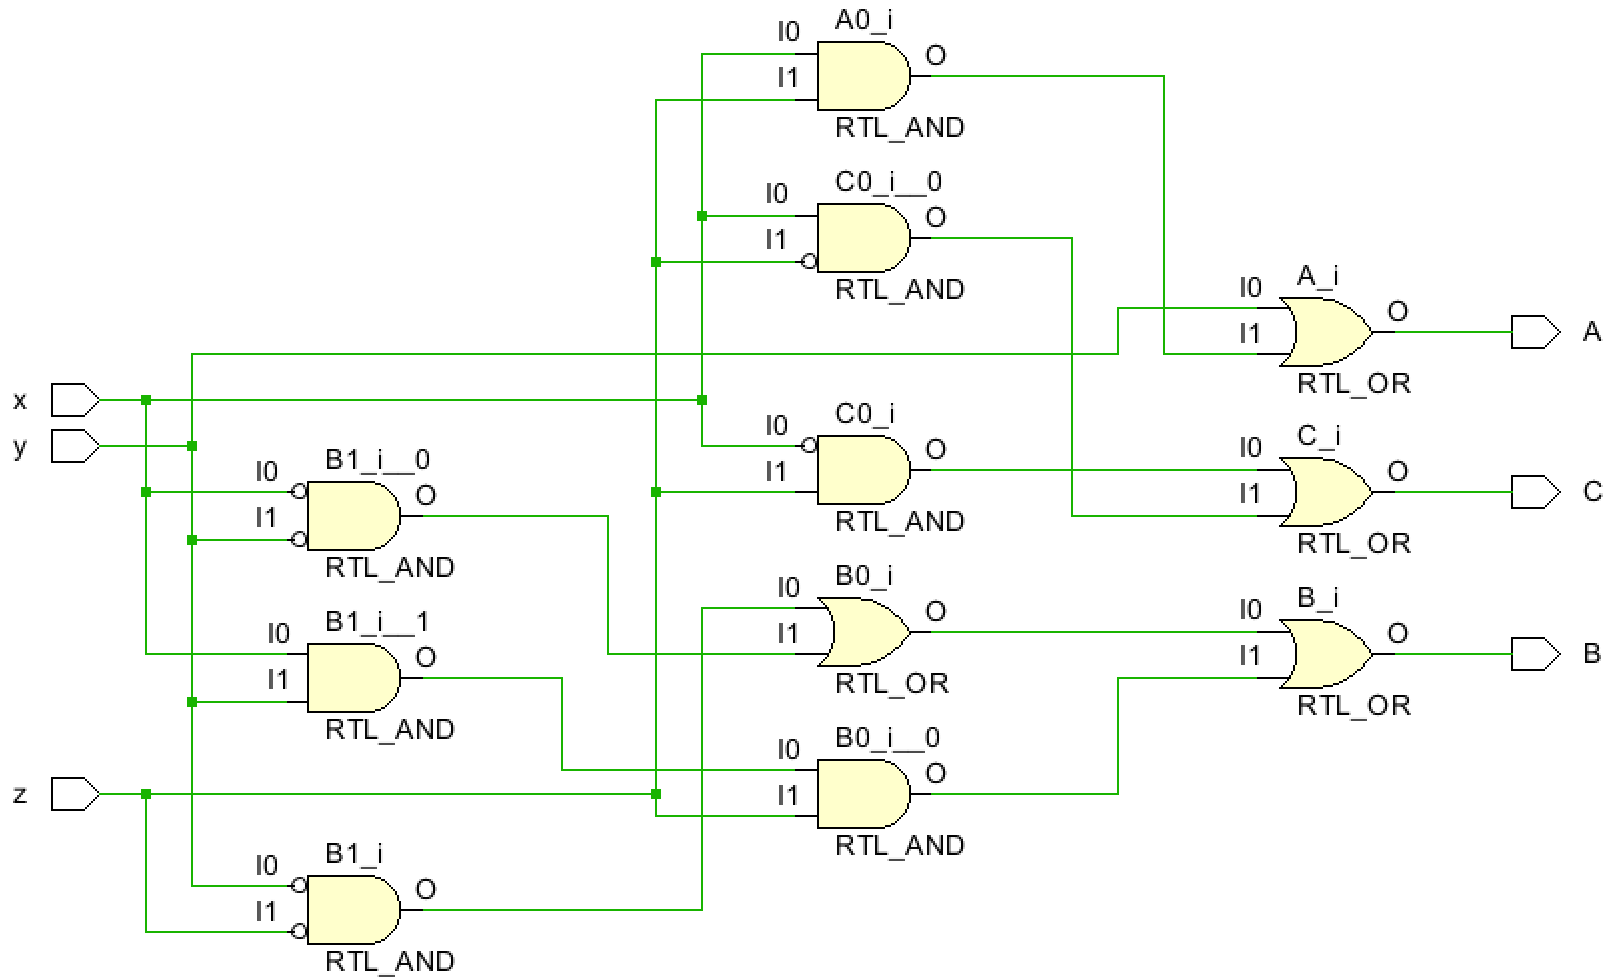 A0_i
I0
O
I1
RTL_AND
C0_i__0
I0
O
I1
RTL_AND
A_i
I0
O
I1
A
RTL_OR
x
y
C0_i
I0
O
I1
RTL_AND
C_i
I0
O
I1
C
RTL_OR
B1_i__0
I0
O
I1
RTL_AND
B0_i
I0
O
I1
RTL_OR
B_i
I0
O
I1
B
RTL_OR
B1_i__1
I0
O
I1
RTL_AND
B0_i__0
I0
O
I1
RTL_AND
z
B1_i
I0
O
I1
RTL_AND